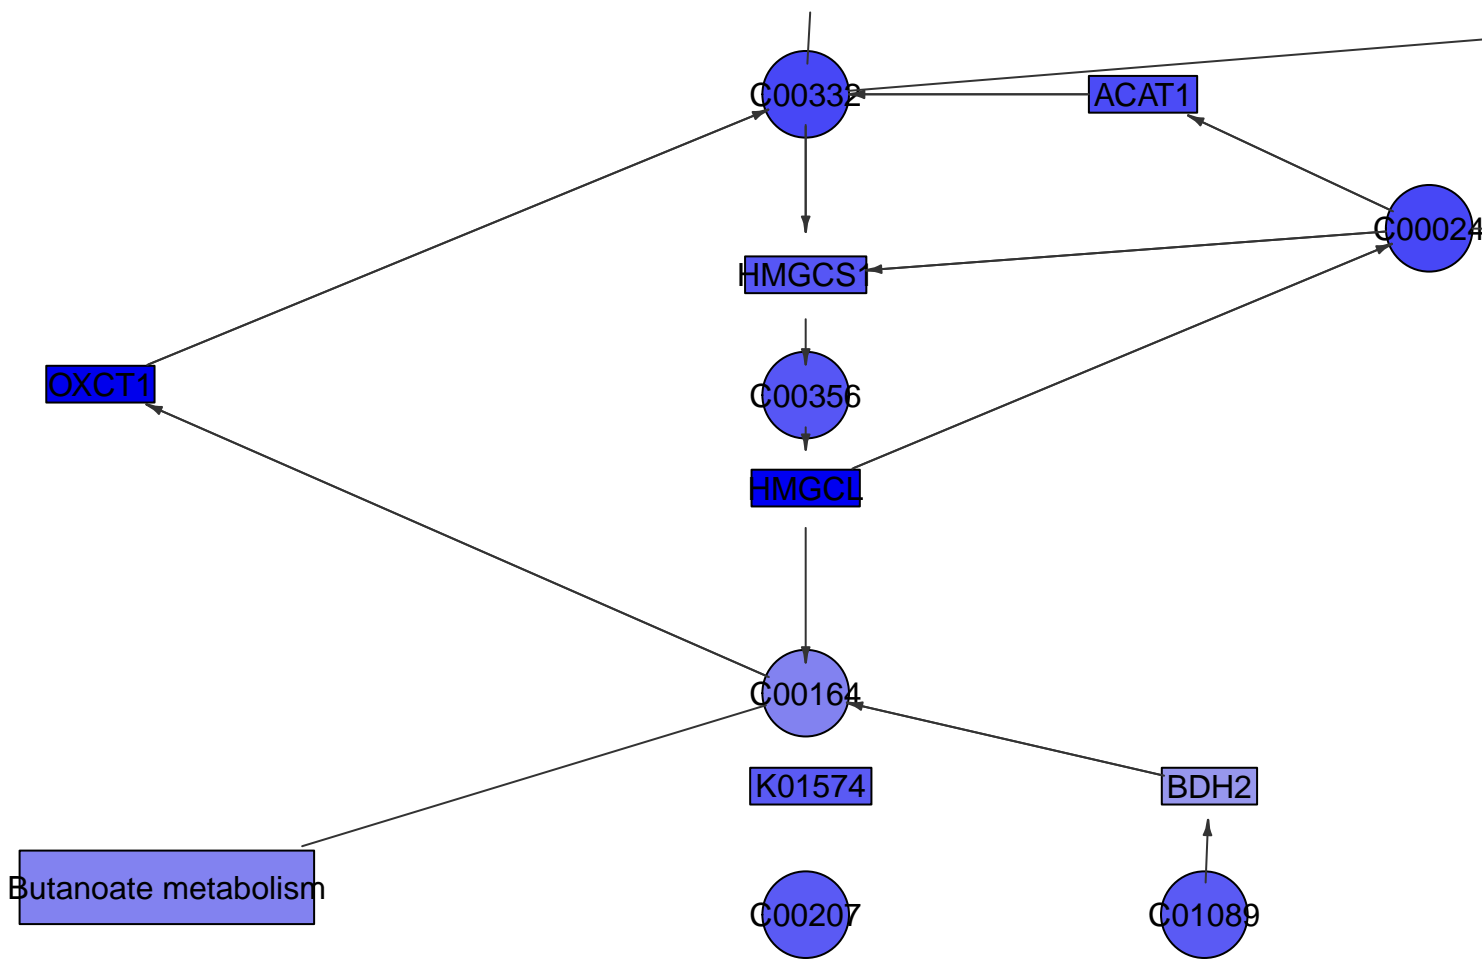 C00332
ACAT1
C00024
HMGCS1
OXCT1
C00356
HMGCL
C00164
K01574
BDH2
Butanoate metabolism
C00207
C01089